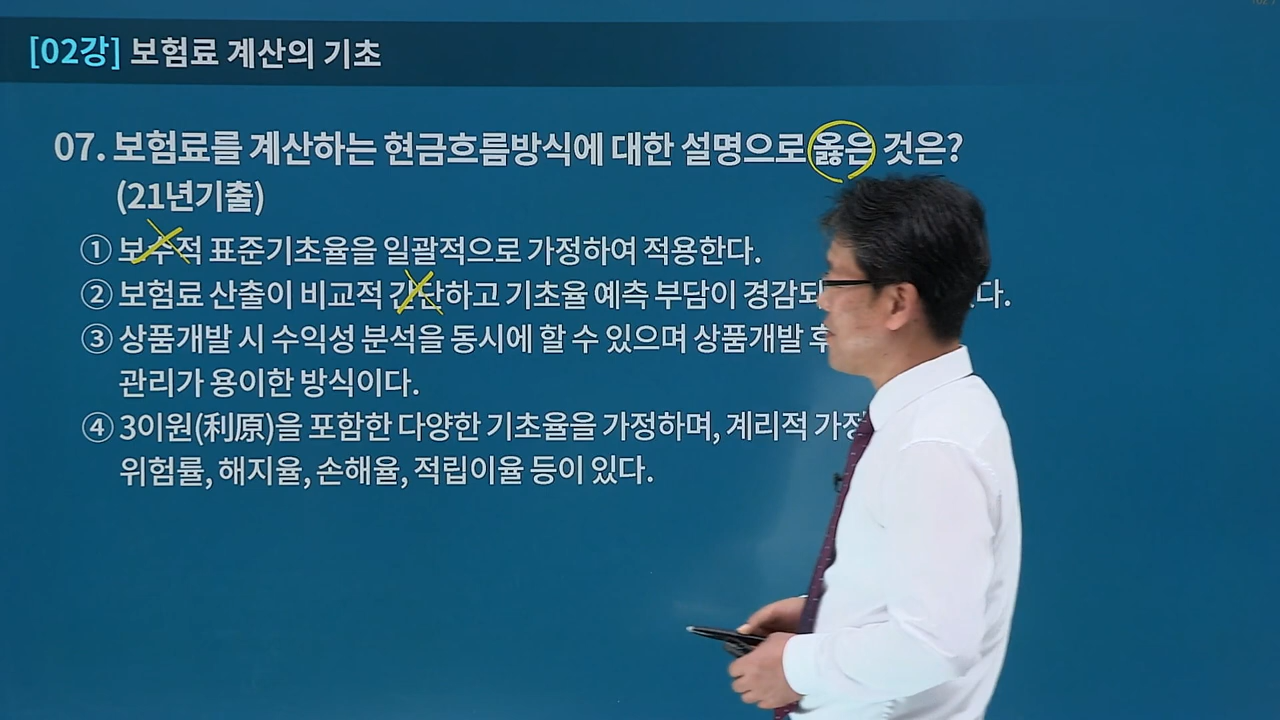 [02강] 보험료 계산의 기초
07. 보험료를 계산하는 현금흐름방식에 대한 설명으로 옳은 것은?
(21년기출)
① 보수적 표준기초율을 일괄적으로 가정하여 적용한다.
② 보험료 산출이 비교적 간단하고 기초율 예측 부담이 다.
③ 상품개발 시 수익성 분석을 동시에 할 수 있으며 상품개발
관리가 용이한 방식이다.
④ 3이원(利原)을 포함한 다양한 기초율을 가정하며, 계리적
위험률, 해지율, 손해율, 적립이율 등이 있다.